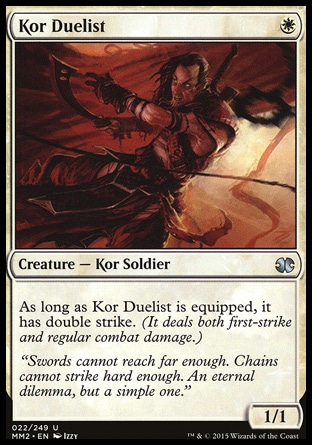 Kor Duelist
Creature — Kor Soldier
As long as Kor Duelist is equipped, it
has double strike. (It deals both first-strike
and regular combat damage.)
“Swords cannot reach far enough. Chains
cannot strike hard enough. An eternal
dilemma, but a simple one.”
1/1
022/249 U
MM2 • EN Izzy
™ & © 2015 Wizards of the Coast